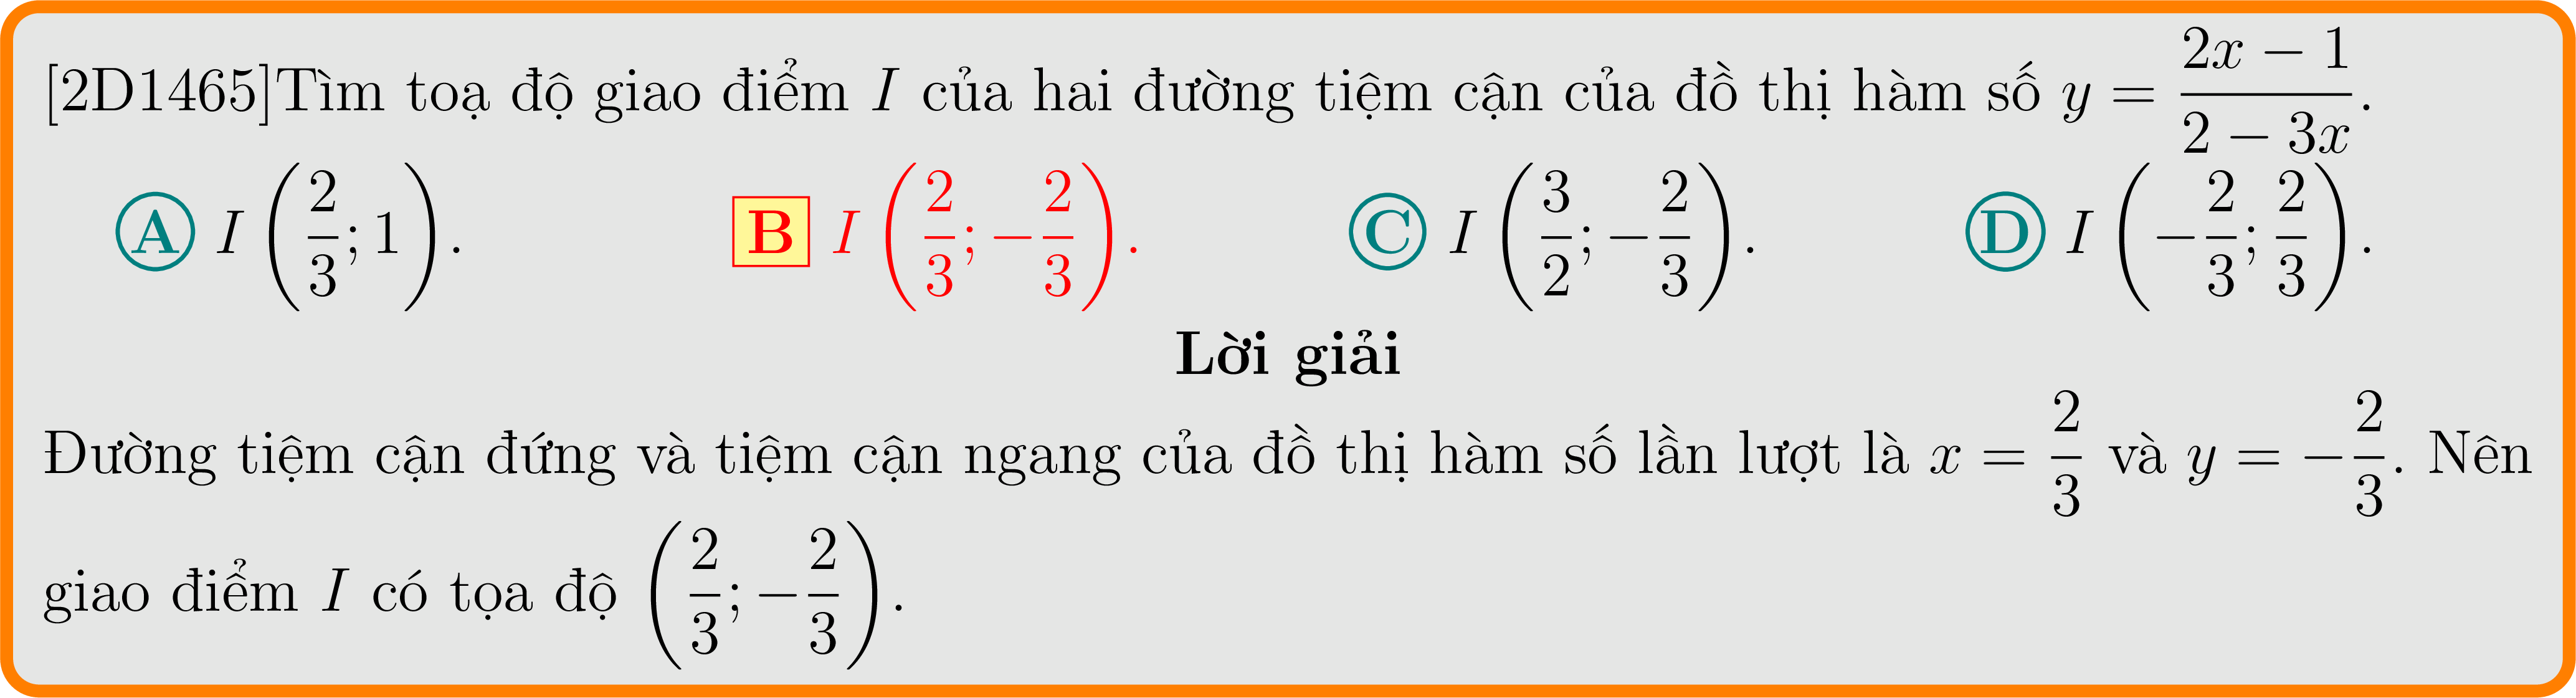 [2D1465]Tìm toạ độ giao điểm I của hai đường tiệm cận của đồ thị hàm số y = \frac{2x - 1}{2 - 3x}.
A I \left( \frac{2}{3}; 1 \right). B I \left( \frac{2}{3}; -\frac{2}{3} \right). C I \left( \frac{3}{2}; -\frac{2}{3} \right). D I \left( -\frac{2}{3}; \frac{2}{3} \right).
Lời giải
Đường tiệm cận đứng và tiệm cận ngang của đồ thị hàm số lần lượt là x = \frac{2}{3} và y = -\frac{2}{3}. Nên
giao điểm I có tọa độ \left( \frac{2}{3}; -\frac{2}{3} \right).